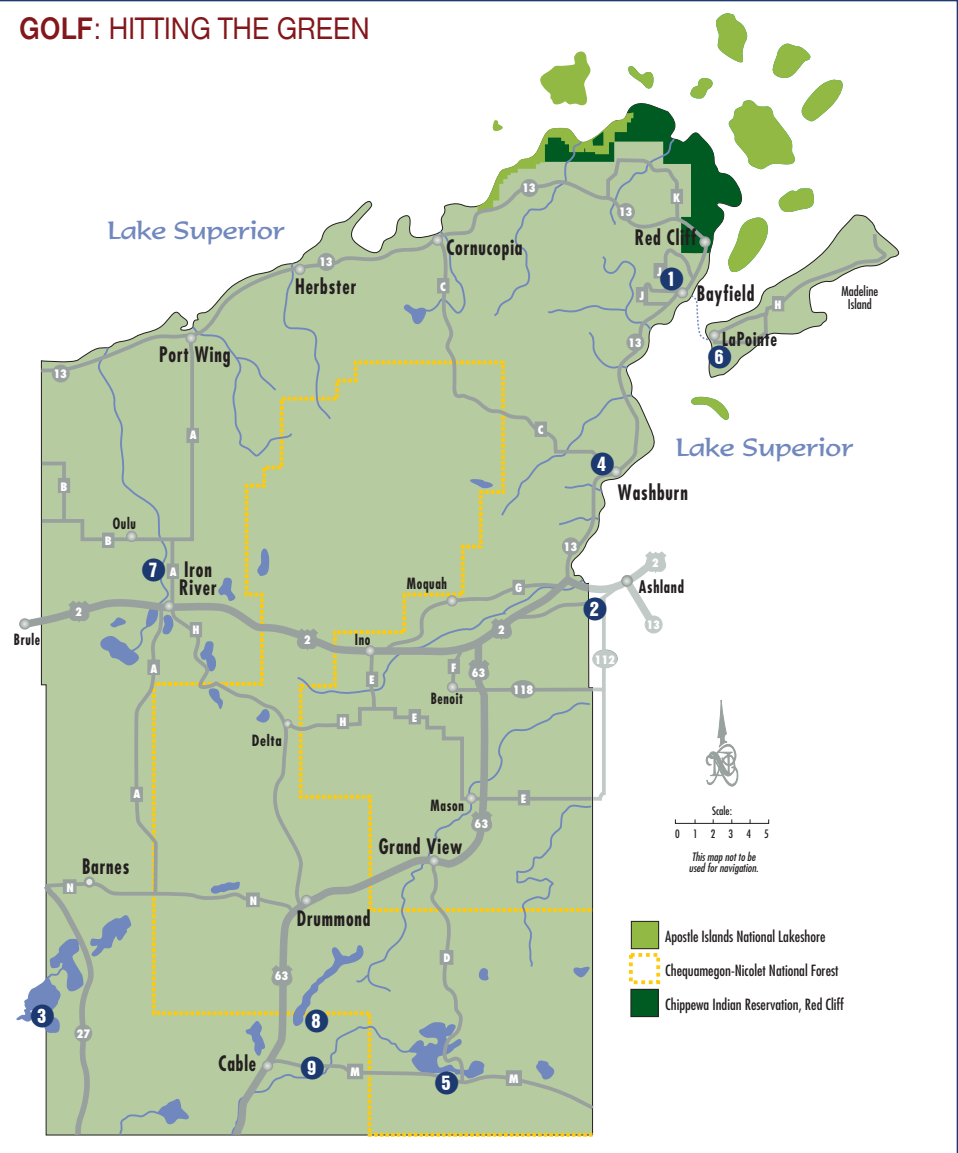 GOLF: HITTING THE GREEN
13
K
13
Lake Superior
Red Cliff
Cornucopia
13
J
1
Herbster
C
J
Bayfield
H
Madeline
Island
13
LaPointe
Port Wing
6
13
A
C
Lake Superior
4
B
Washburn
Oulu
B
13
7
A
Iron
River
Moquah
G
2
Ashland
2
2
2
13
Brule
H
2
Ino
112
A
E
F
63
Benoit
118
H
E
Delta
A
Mason
E
63
Scale:
0 1 2 3 4 5
This map not to be
used for navigation.
Grand View
Barnes
N
N
Drummond
Apostle Islands National Lakeshore
D
Chequamegon-Nicolet National Forest
63
Chippewa Indian Reservation, Red Cliff
3
8
27
Cable
9
M
5
M